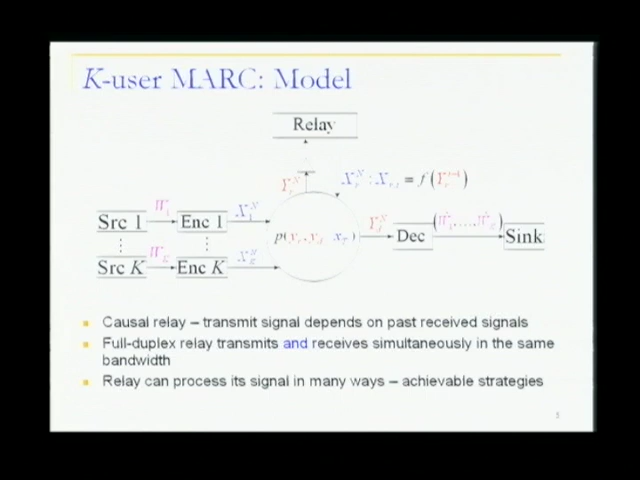 K-user MARC: Model
Relay
Src 1
Enc 1
⋮
⋮
Src K
Enc K
Dec
Sink
Causal relay – transmit signal depends on past received signals
Full-duplex relay transmits and receives simultaneously in the same
bandwidth
Relay can process its signal in many ways – achievable strategies